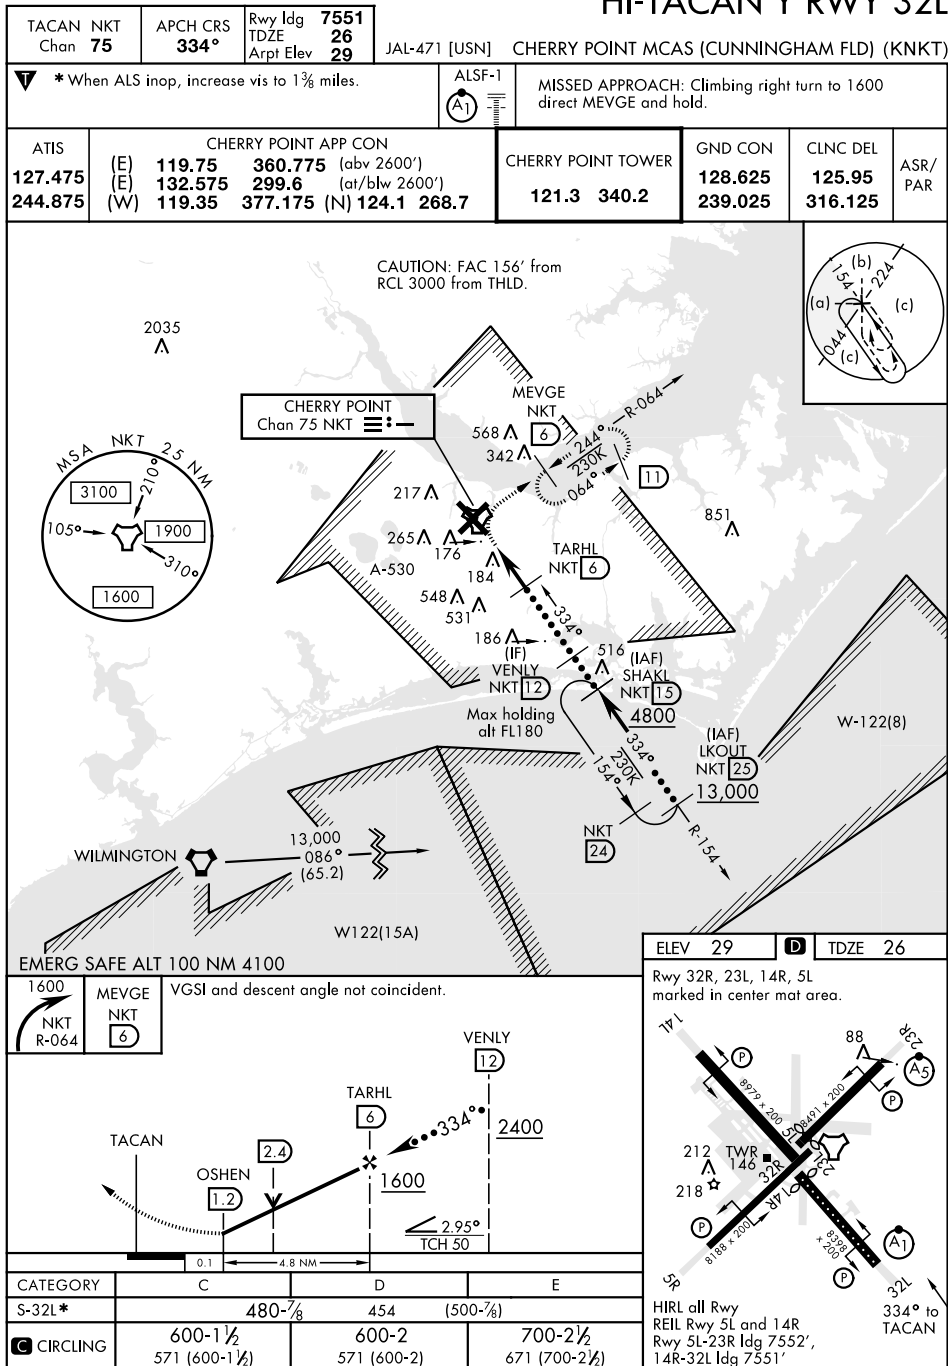 HI-TACAN Y RWY 32L
TACAN NKT
Chan 75
APCH CRS
334°
Rwy ldg 7551
TDZE 26
Arpt Elev 29
JAL-471 [USN]
CHERRY POINT MCAS (CUNNINGHAM FLD) (KNKT)
T
* When ALS inop, increase vis to 1⅜ miles.
ALSF-1
A1
MISSED APPROACH: Climbing right turn to 1600
direct MEVGE and hold.
ATIS
127.475
244.875
CHERRY POINT APP CON
(E) 119.75 360.775 (abv 2600')
(E) 132.575 299.6 (at/blw 2600')
(W) 119.35 377.175 (N) 124.1 268.7
CHERRY POINT TOWER
121.3 340.2
GND CON
128.625
239.025
CLNC DEL
125.95
316.125
ASR/
PAR
CAUTION: FAC 156' from
RCL 3000 from THLD.
(b)
154
224
(a)
(c)
044
(c)
2035
CHERRY POINT
Chan 75 NKT
MEVGE
NKT
6
R-064
568
342
244°
230K
064°
11
MSA NKT 25 NM
3100
210°
105°
1900
310°
1600
217
265
176
A-530
184
548
531
186
851
TARHL
NKT 6
334°
(IF)
VENLY
NKT 12
516
(IAF)
SHAKL
NKT 15
4800
Max holding
alt FL180
334°
230K
154°
(IAF)
LKOUT
NKT 25
13,000
W-122(8)
NKT
24
R-154
WILMINGTON
13,000
086°
(65.2)
W122(15A)
EMERG SAFE ALT 100 NM 4100
1600
NKT
R-064
MEVGE
NKT
6
VGSI and descent angle not coincident.
VENLY
12
TARHL
6
334°
2400
TACAN
2.4
OSHEN
1.2
1600
2.95°
TCH 50
0.1
4.8 NM
CATEGORY C D E
S-32L* 480-⅞ 454 (500-⅞)
C CIRCLING
600-1½
571 (600-1½)
600-2
571 (600-2)
700-2½
671 (700-2½)
ELEV 29
D
TDZE 26
Rwy 32R, 23L, 14R, 5L
marked in center mat area.
14L
23R
P
88
A5
8979 x 200
8491 x 200
P
5L
212
TWR
146
218
32R
23L
14R
P
8188 x 200
8398
x 200
A1
P
5R
32L
334° to
TACAN
HIRL all Rwy
REIL Rwy 5L and 14R
Rwy 5L-23R ldg 7552',
14R-32L ldg 7551'